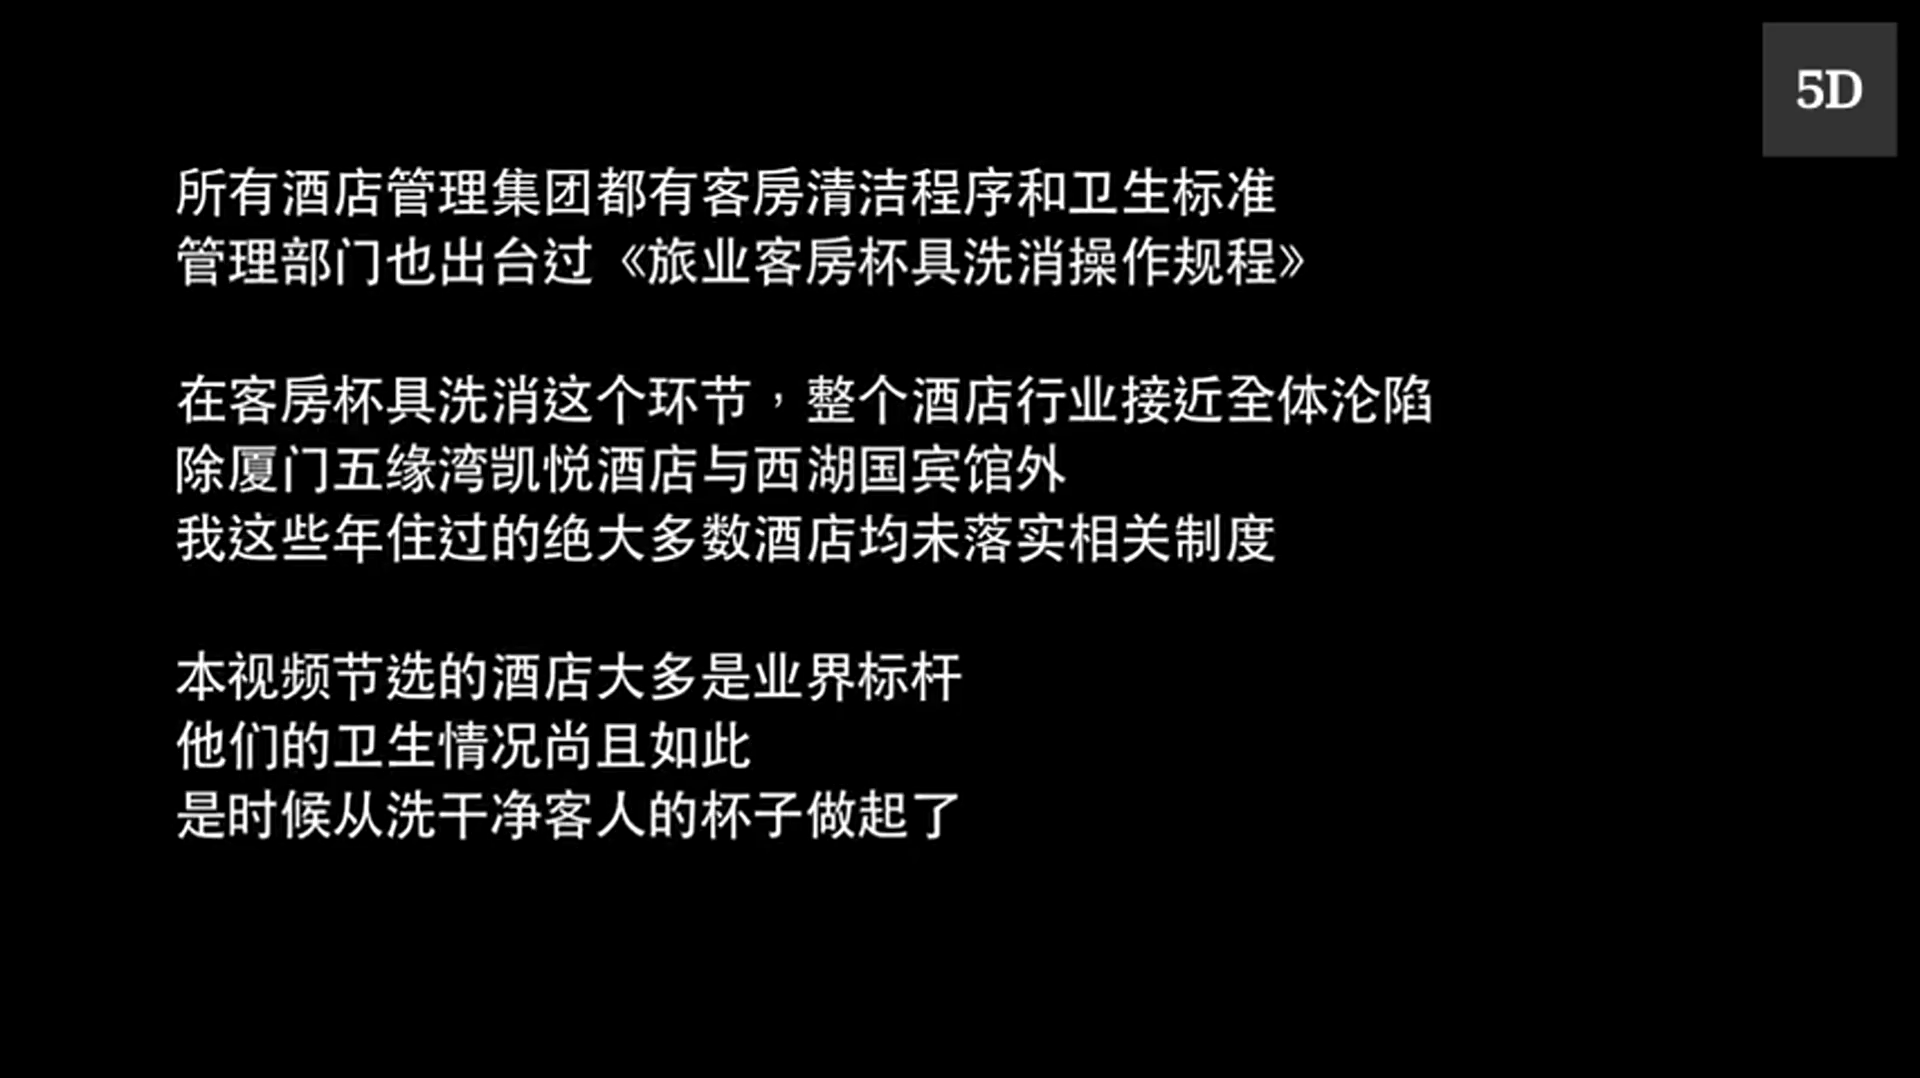 5D
所有酒店管理集团都有客房清洁程序和卫生标准
管理部门也出台过《旅业客房杯具洗消操作规程》
在客房杯具洗消这个环节，整个酒店行业接近全体沦陷
除厦门五缘湾凯悦酒店与西湖国宾馆外
我这些年住过的绝大多数酒店均未落实相关制度
本视频节选的酒店大多是业界标杆
他们的卫生情况尚且如此
是时候从洗干净客人的杯子做起了